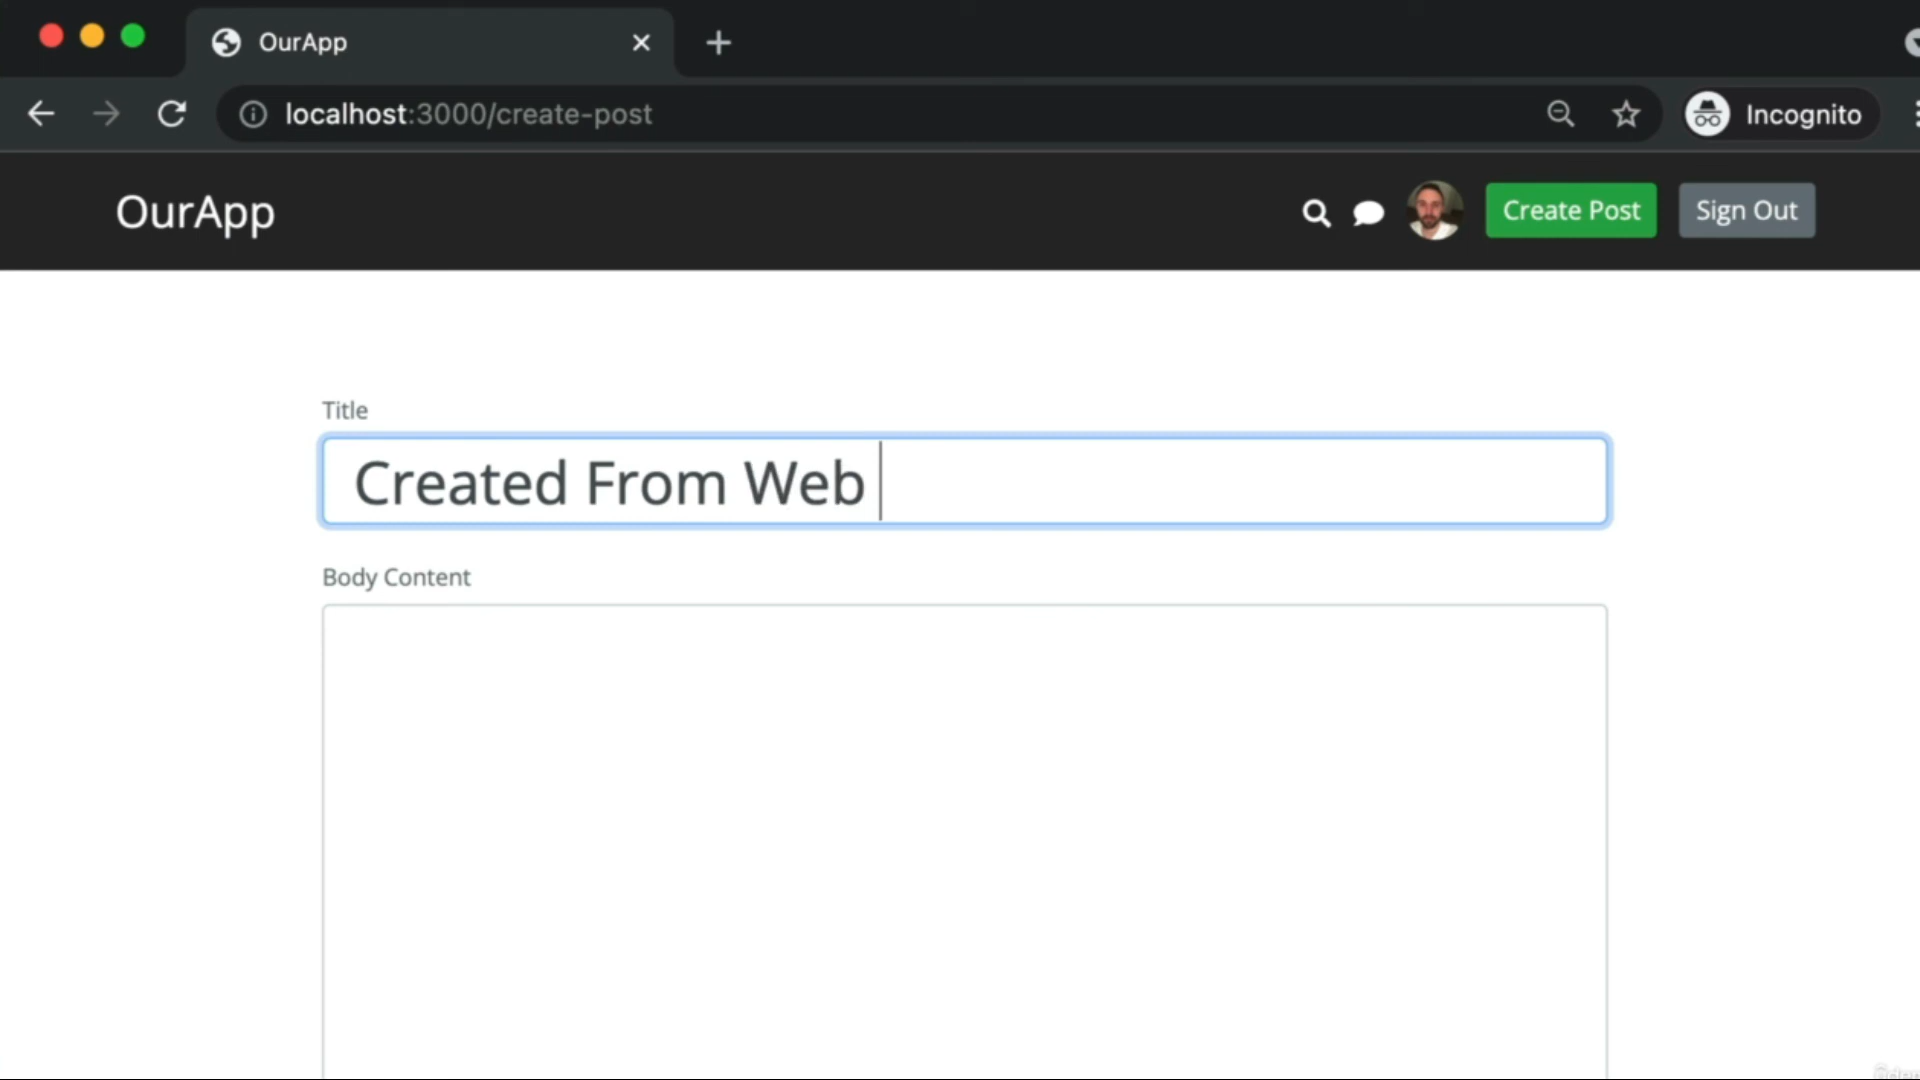 OurApp
localhost:3000/create-post
Incognito
OurApp
Create Post
Sign Out
Title
Created From Web
Body Content